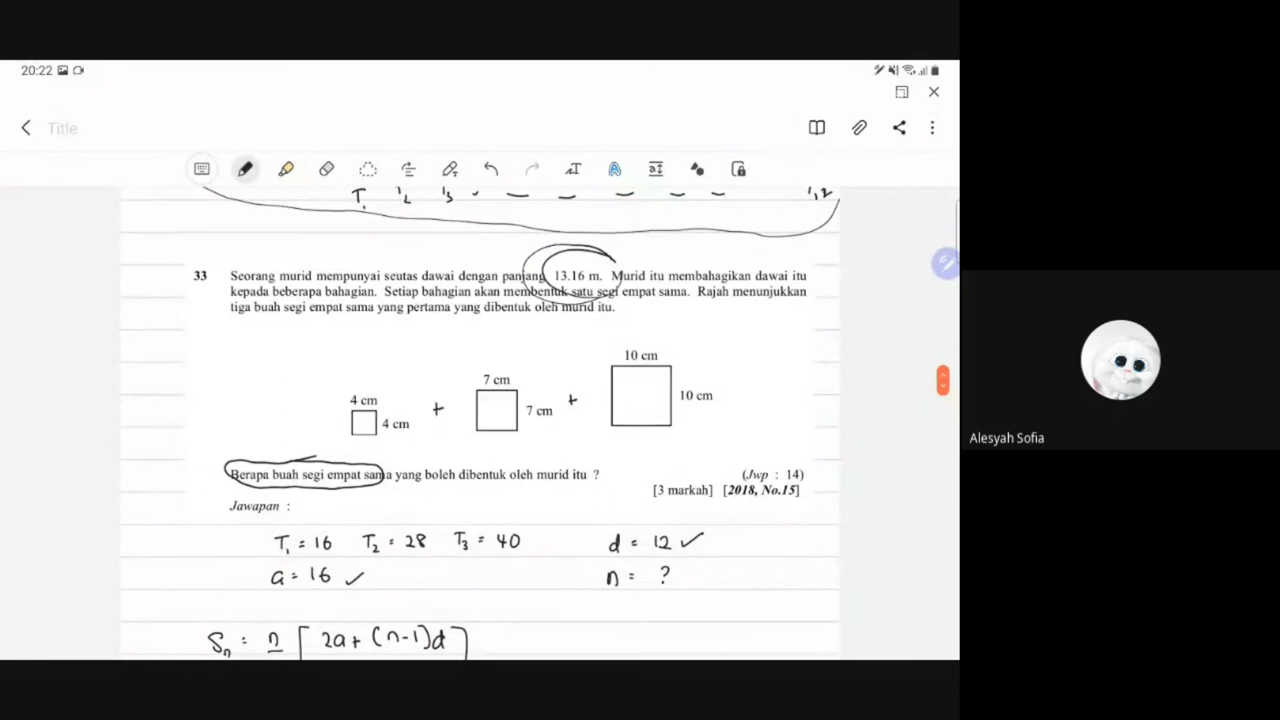 20:22
Title
T₁ T₂ T₃
33 Seorang murid mempunyai seutas dawai dengan panjang 13.16 m. Murid itu membahagikan dawai itu
kepada beberapa bahagian. Setiap bahagian akan membentuk satu segi empat sama. Rajah menunjukkan
tiga buah segi empat sama yang pertama yang dibentuk oleh murid itu.
10 cm
7 cm
4 cm
10 cm
+
+
7 cm
4 cm
Berapa buah segi empat sama yang boleh dibentuk oleh murid itu ? (Jwp : 14)
[3 markah] [2018, No.15]
Jawapan :
T₁ = 16 T₂ = 28 T₃ = 40 d = 12 ✓
a = 16 ✓ n = ?
Sₙ = n [ 2a + (n-1)d ]
Alesyah Sofia